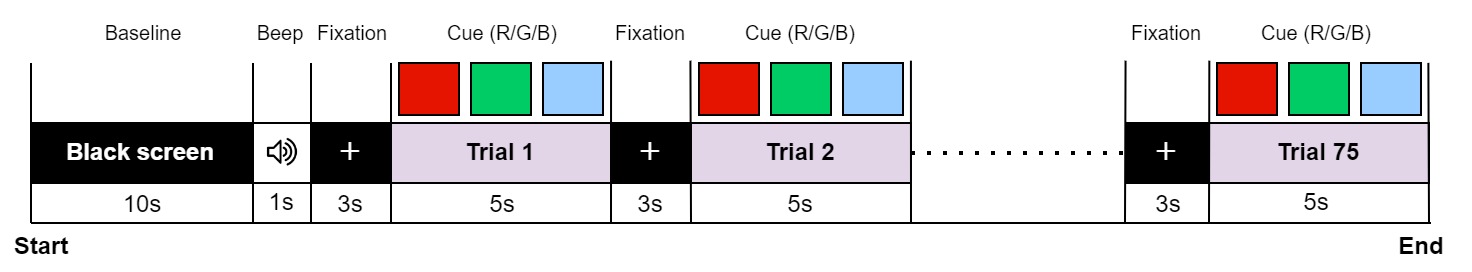 Baseline Beep Fixation Cue (R/G/B) Fixation Cue (R/G/B) Fixation Cue (R/G/B)
Black screen + Trial 1 + Trial 2 + Trial 75
10s 1s 3s 5s 3s 5s 3s 5s
Start End